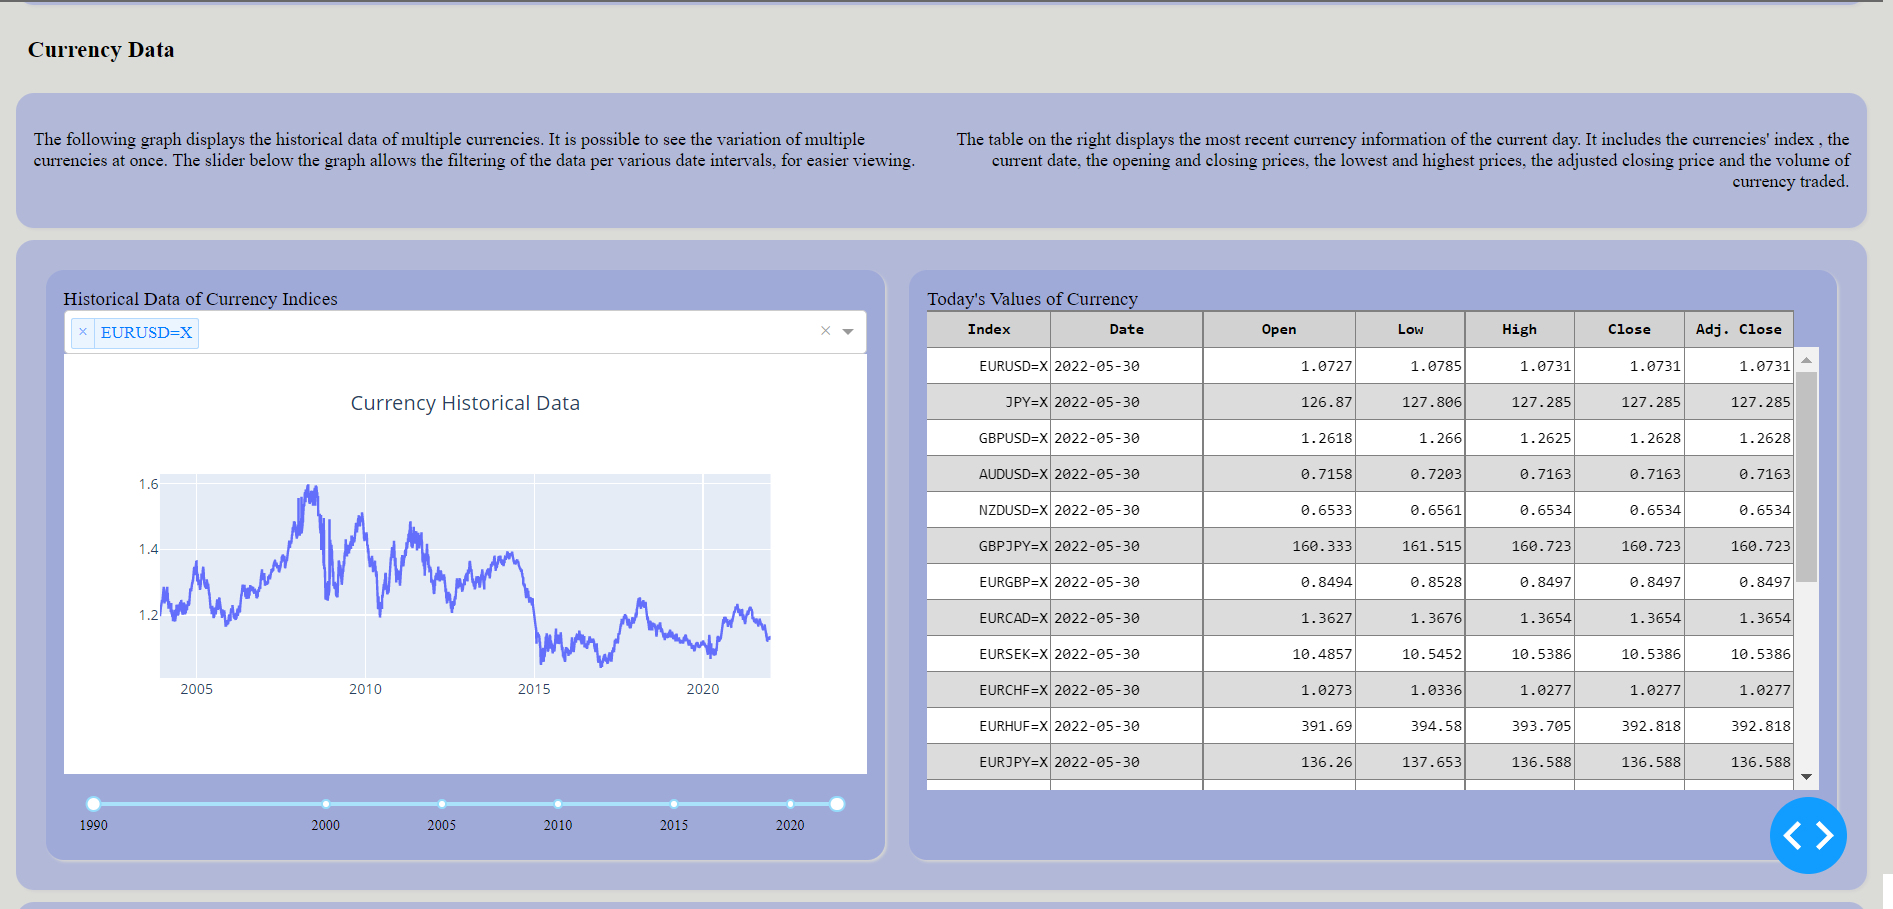 Currency Data
The following graph displays the historical data of multiple currencies. It is possible to see the variation of multiple
currencies at once. The slider below the graph allows the filtering of the data per various date intervals, for easier viewing.
The table on the right displays the most recent currency information of the current day. It includes the currencies' index , the
current date, the opening and closing prices, the lowest and highest prices, the adjusted closing price and the volume of
currency traded.
Historical Data of Currency Indices
× EURUSD=X ×
Currency Historical Data
1.6
1.4
1.2
2005 2010 2015 2020
1990 2000 2005 2010 2015 2020
Today's Values of Currency
Index Date Open Low High Close Adj. Close
EURUSD=X 2022-05-30 1.0727 1.0785 1.0731 1.0731 1.0731
JPY=X 2022-05-30 126.87 127.806 127.285 127.285 127.285
GBPUSD=X 2022-05-30 1.2618 1.266 1.2625 1.2628 1.2628
AUDUSD=X 2022-05-30 0.7158 0.7203 0.7163 0.7163 0.7163
NZDUSD=X 2022-05-30 0.6533 0.6561 0.6534 0.6534 0.6534
GBPJPY=X 2022-05-30 160.333 161.515 160.723 160.723 160.723
EURGBP=X 2022-05-30 0.8494 0.8528 0.8497 0.8497 0.8497
EURCAD=X 2022-05-30 1.3627 1.3676 1.3654 1.3654 1.3654
EURSEK=X 2022-05-30 10.4857 10.5452 10.5386 10.5386 10.5386
EURCHF=X 2022-05-30 1.0273 1.0336 1.0277 1.0277 1.0277
EURHUF=X 2022-05-30 391.69 394.58 393.705 392.818 392.818
EURJPY=X 2022-05-30 136.26 137.653 136.588 136.588 136.588